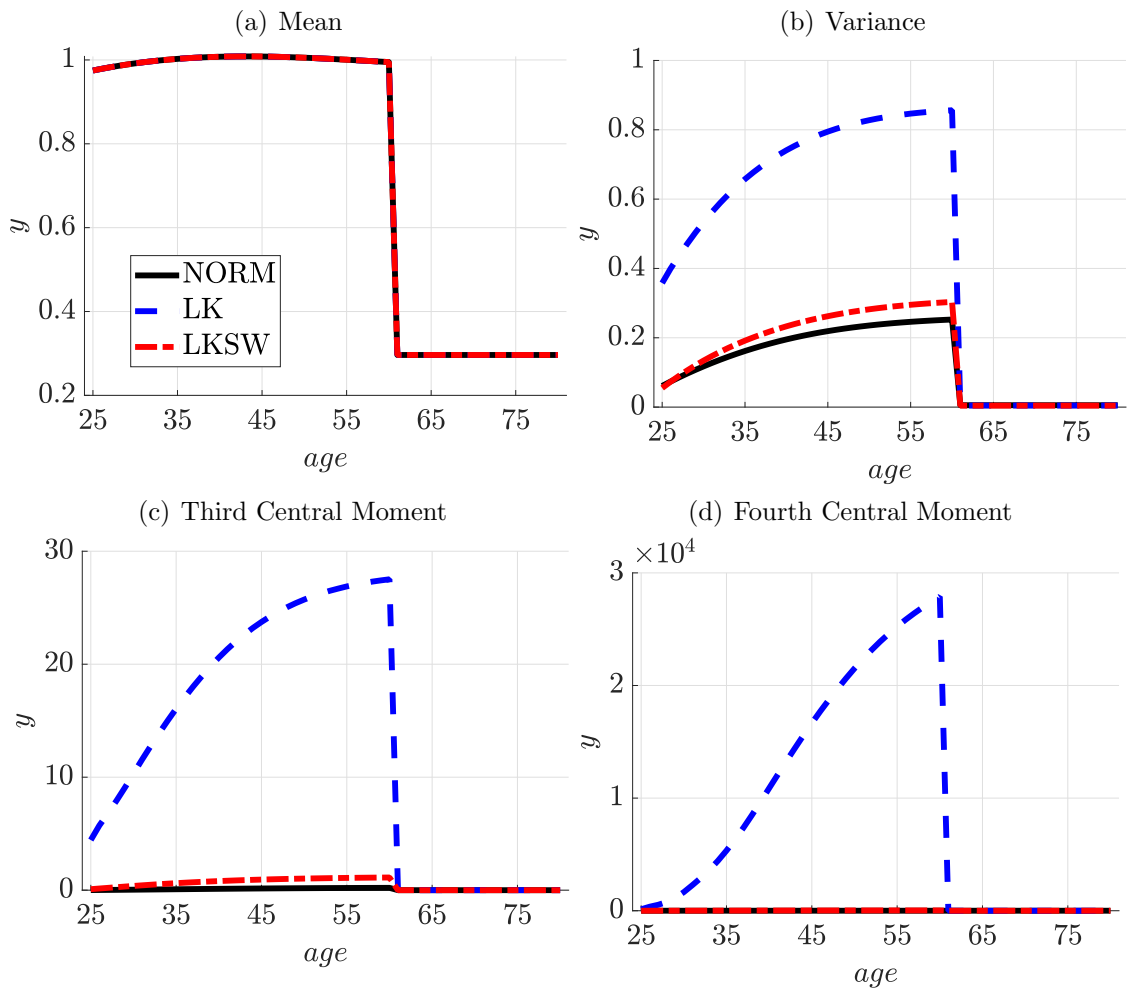 (a) Mean
1
0.8
0.6
0.4
0.2
y
NORM
LK
LKSW
25 35 45 55 65 75
age
(b) Variance
1
0.8
0.6
0.4
0.2
0
y
25 35 45 55 65 75
age
(c) Third Central Moment
30
20
10
0
y
25 35 45 55 65 75
age
(d) Fourth Central Moment
×10⁴
3
2
1
0
y
25 35 45 55 65 75
age